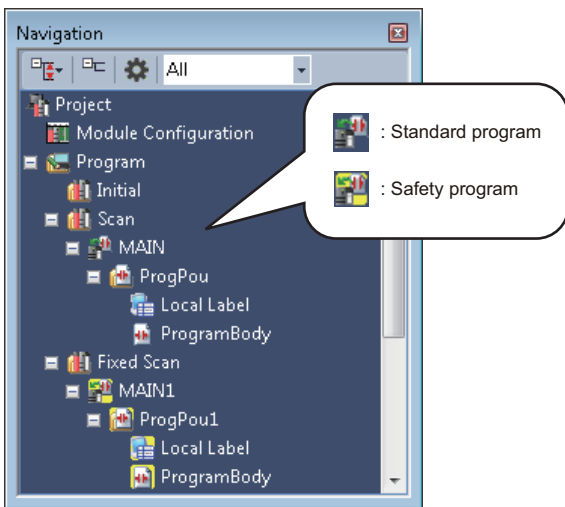 Navigation
All
Project
Module Configuration
Program
Initial
Scan
MAIN
ProgPou
Local Label
ProgramBody
Fixed Scan
MAIN1
ProgPou1
Local Label
ProgramBody
: Standard program
: Safety program